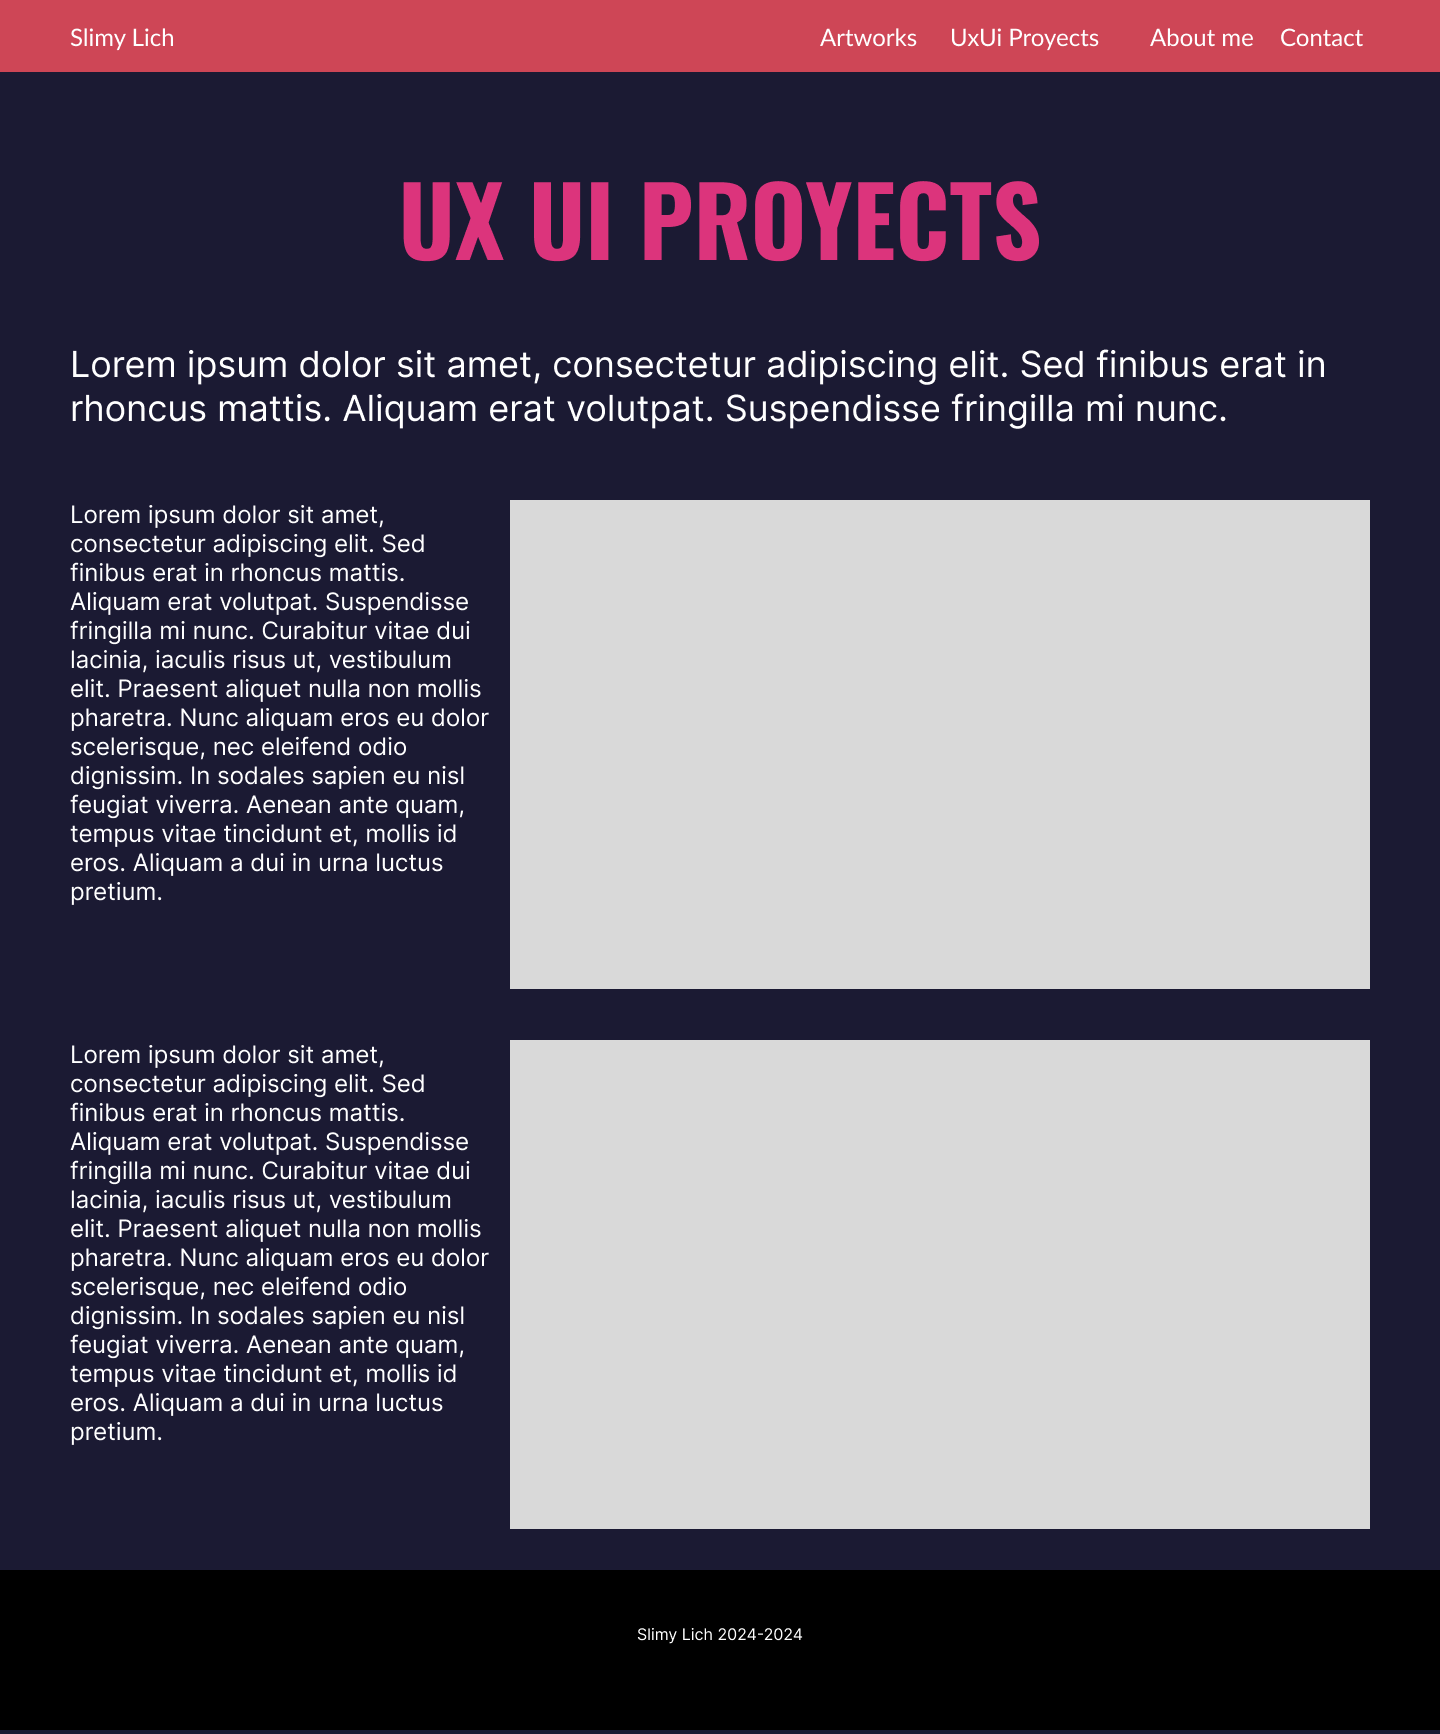 Slimy Lich Artworks UxUi Proyects About me Contact
UX UI PROYECTS
Lorem ipsum dolor sit amet, consectetur adipiscing elit. Sed finibus erat in
rhoncus mattis. Aliquam erat volutpat. Suspendisse fringilla mi nunc.
Lorem ipsum dolor sit amet,
consectetur adipiscing elit. Sed
finibus erat in rhoncus mattis.
Aliquam erat volutpat. Suspendisse
fringilla mi nunc. Curabitur vitae dui
lacinia, iaculis risus ut, vestibulum
elit. Praesent aliquet nulla non mollis
pharetra. Nunc aliquam eros eu dolor
scelerisque, nec eleifend odio
dignissim. In sodales sapien eu nisl
feugiat viverra. Aenean ante quam,
tempus vitae tincidunt et, mollis id
eros. Aliquam a dui in urna luctus
pretium.
Lorem ipsum dolor sit amet,
consectetur adipiscing elit. Sed
finibus erat in rhoncus mattis.
Aliquam erat volutpat. Suspendisse
fringilla mi nunc. Curabitur vitae dui
lacinia, iaculis risus ut, vestibulum
elit. Praesent aliquet nulla non mollis
pharetra. Nunc aliquam eros eu dolor
scelerisque, nec eleifend odio
dignissim. In sodales sapien eu nisl
feugiat viverra. Aenean ante quam,
tempus vitae tincidunt et, mollis id
eros. Aliquam a dui in urna luctus
pretium.
Slimy Lich 2024-2024